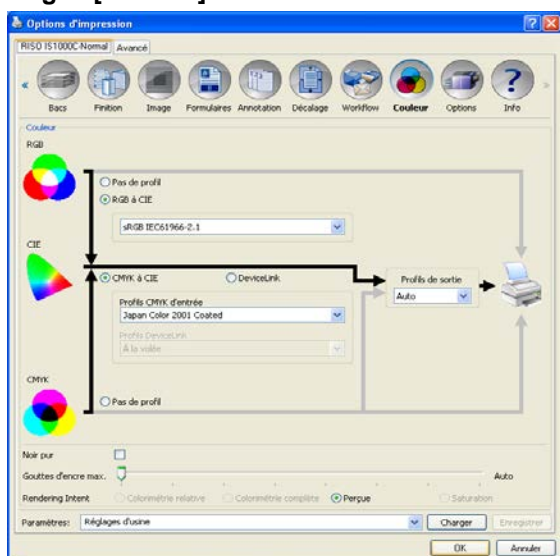 Options d'impression
RISO IS1000C-Normal Avancé
Bacs Finition Image Formulaires Annotation Décalage Workflow Couleur Options Info
Couleur
RGB
Pas de profil
RGB à CIE
sRGB IEC61966-2.1
CIE
CMYK à CIE DeviceLink
Profils de sortie
Auto
Profils CMYK d'entrée
Japan Color 2001 Coated
Profils DeviceLink
À la volée
CMYK
Pas de profil
Noir pur
Gouttes d'encre max. Auto
Rendering Intent Colorimétrie relative Colorimétrie complète Perçue Saturation
Paramètres: Réglages d'usine Charger Enregistrer
OK Annuler